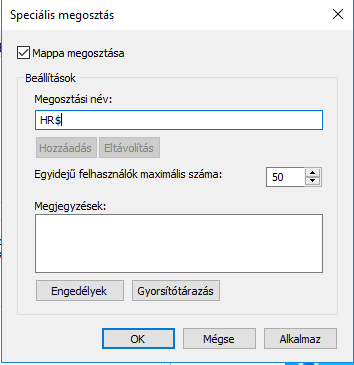 Speciális megosztás
Mappa megosztása
Beállítások
Megosztási név:
HR$
Hozzáadás Eltávolítás
Egyidejű felhasználók maximális száma: 50
Megjegyzések:
Engedélyek Gyorsítótárazás
OK Mégse Alkalmaz